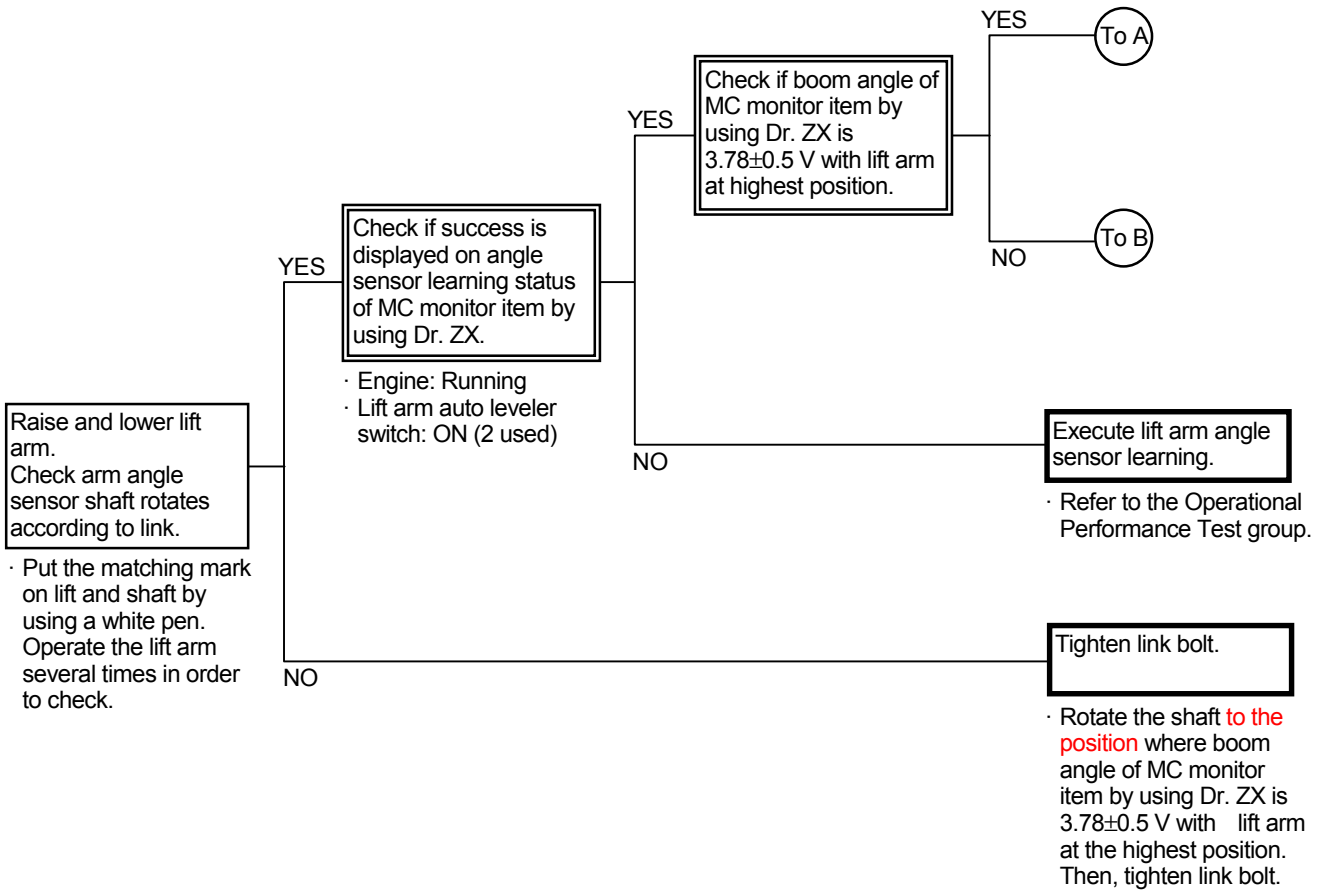 Raise and lower lift
arm.
Check arm angle
sensor shaft rotates
according to link.
· Put the matching mark
on lift and shaft by
using a white pen.
Operate the lift arm
several times in order
to check.
YES
Check if success is
displayed on angle
sensor learning status
of MC monitor item by
using Dr. ZX.
· Engine: Running
· Lift arm auto leveler
switch: ON (2 used)
YES
Check if boom angle of
MC monitor item by
using Dr. ZX is
3.78±0.5 V with lift arm
at highest position.
YES
To A
NO
To B
NO
Execute lift arm angle
sensor learning.
· Refer to the Operational
Performance Test group.
NO
Tighten link bolt.
· Rotate the shaft to the
position where boom
angle of MC monitor
item by using Dr. ZX is
3.78±0.5 V with lift arm
at the highest position.
Then, tighten link bolt.